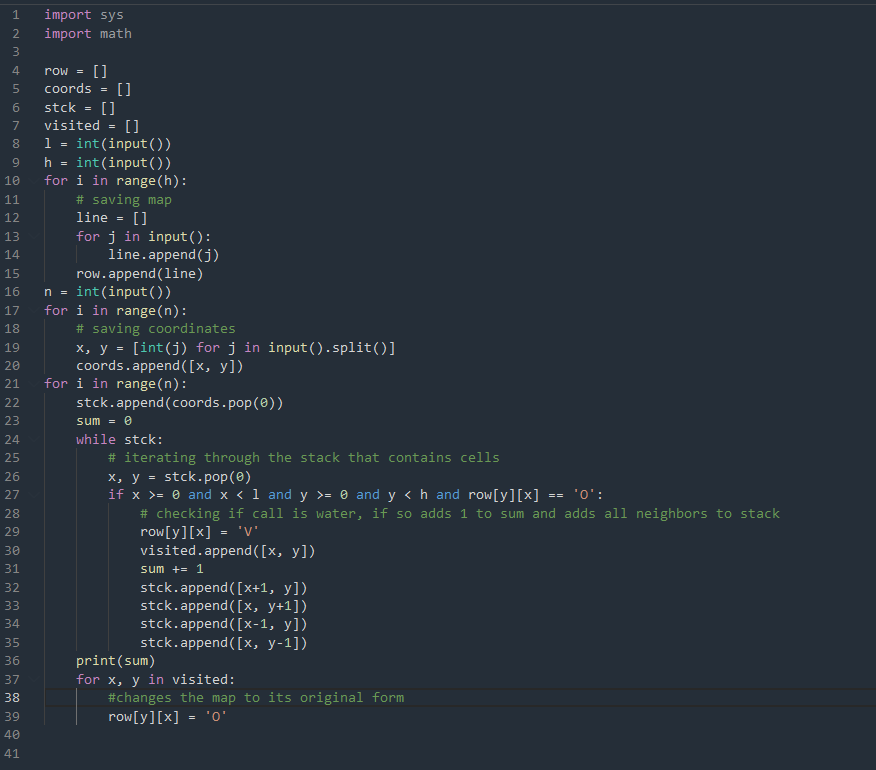 1 import sys
2 import math
3
4 row = []
5 coords = []
6 stck = []
7 visited = []
8 l = int(input())
9 h = int(input())
10 for i in range(h):
11     # saving map
12     line = []
13     for j in input():
14         line.append(j)
15     row.append(line)
16 n = int(input())
17 for i in range(n):
18     # saving coordinates
19     x, y = [int(j) for j in input().split()]
20     coords.append([x, y])
21 for i in range(n):
22     stck.append(coords.pop(0))
23     sum = 0
24     while stck:
25         # iterating through the stack that contains cells
26         x, y = stck.pop(0)
27         if x >= 0 and x < l and y >= 0 and y < h and row[y][x] == 'O':
28             # checking if call is water, if so adds 1 to sum and adds all neighbors to stack
29             row[y][x] = 'V'
30             visited.append([x, y])
31             sum += 1
32             stck.append([x+1, y])
33             stck.append([x, y+1])
34             stck.append([x-1, y])
35             stck.append([x, y-1])
36     print(sum)
37     for x, y in visited:
38         #changes the map to its original form
39         row[y][x] = 'O'
40
41